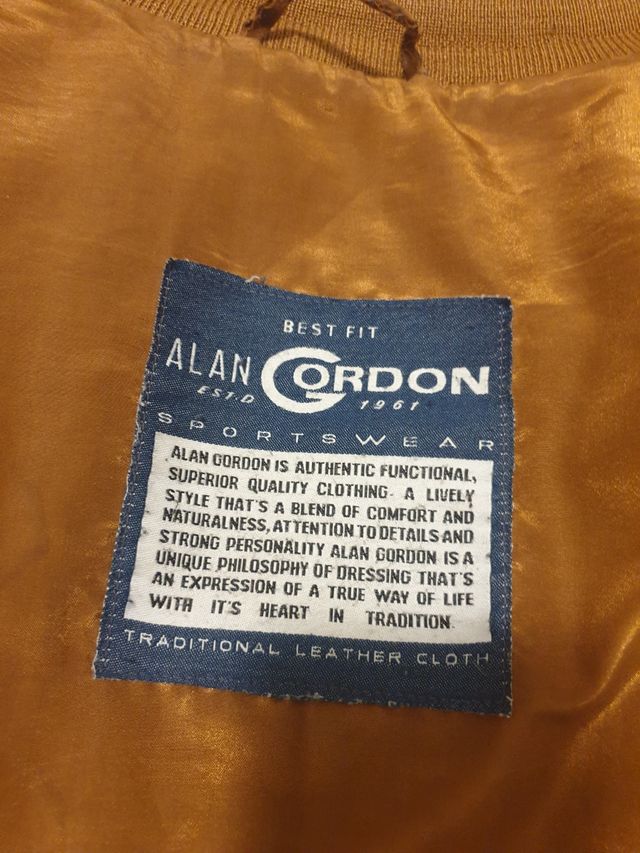 BEST FIT
ALAN GORDON
EST.D 1961
SPORTSWEAR
ALAN GORDON IS AUTHENTIC FUNCTIONAL,
SUPERIOR QUALITY CLOTHING. A LIVELY
STYLE THAT'S A BLEND OF COMFORT AND
NATURALNESS, ATTENTION TO DETAILS AND
STRONG PERSONALITY ALAN GORDON IS A
UNIQUE PHILOSOPHY OF DRESSING THAT'S
AN EXPRESSION OF A TRUE WAY OF LIFE
WITH IT'S HEART IN TRADITION
TRADITIONAL LEATHER CLOTH